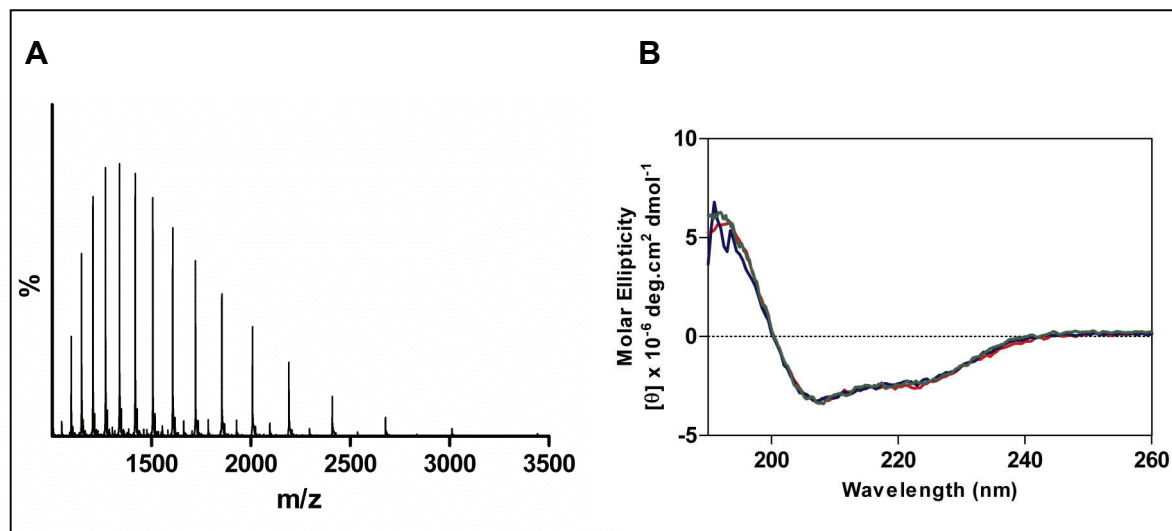 A
B
%
1500 2000 2500 3000 3500
m/z
Molar Ellipticity
[θ] x 10⁻⁶ deg.cm² dmol⁻¹
10
5
0
-5
200 220 240 260
Wavelength (nm)